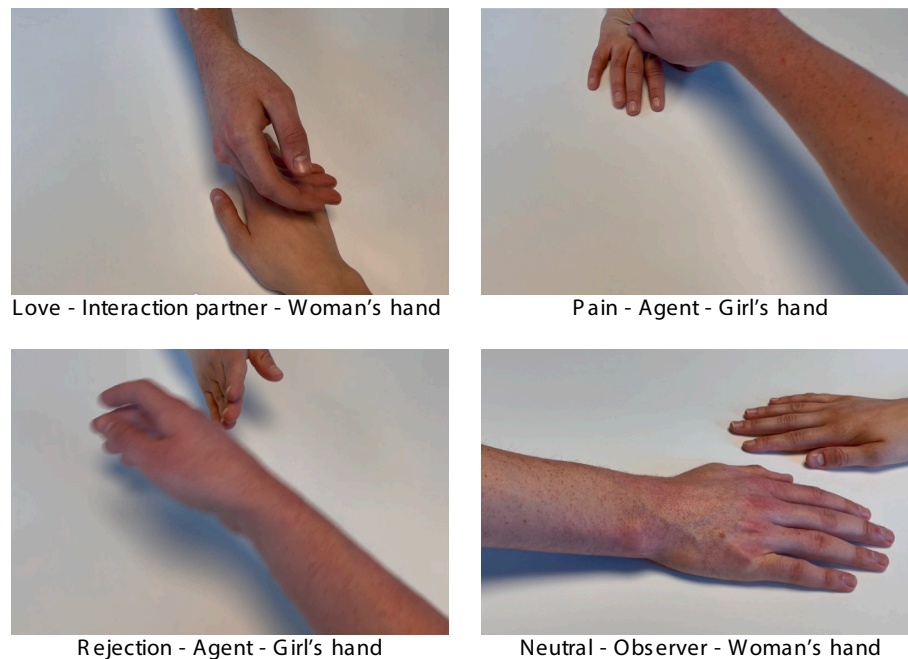 Love - Interaction partner - Woman's hand
Pain - Agent - Girl's hand
Rejection - Agent - Girl's hand
Neutral - Observer - Woman's hand